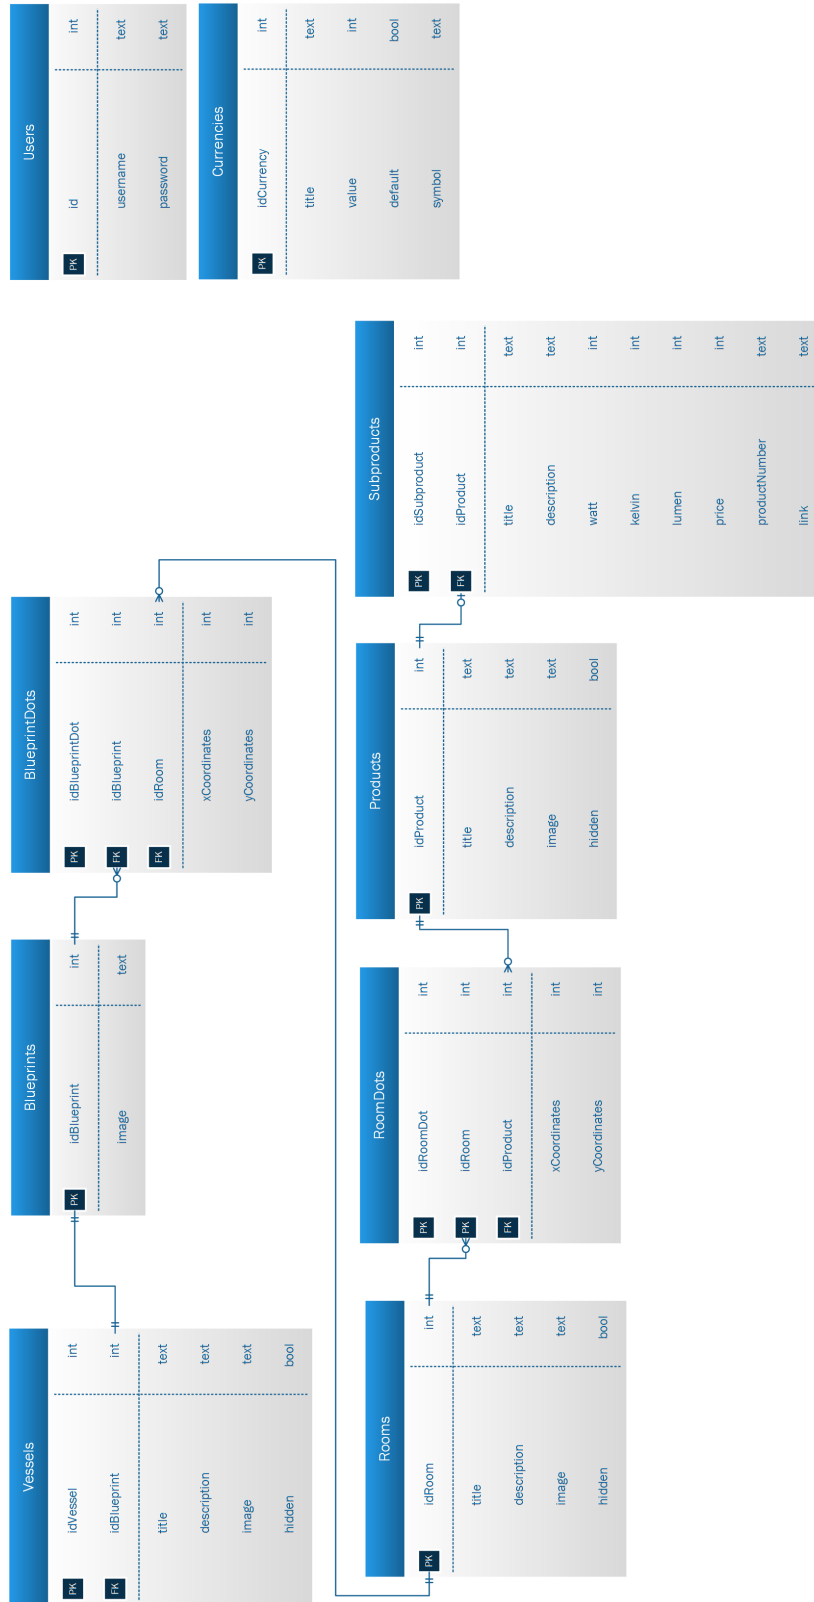 Vessels
PK idVessel int
FK idBlueprint int
title text
description text
image text
hidden bool
Blueprints
PK idBlueprint int
image text
BlueprintDots
PK idBlueprintDot int
FK idBlueprint int
FK idRoom int
xCoordinates int
yCoordinates int
Users
PK id int
username text
password text
Currencies
PK idCurrency int
title text
value int
default bool
symbol text
Rooms
PK idRoom int
title text
description text
image text
hidden bool
RoomDots
PK idRoomDot int
PK idRoom int
FK idProduct int
xCoordinates int
yCoordinates int
Products
PK idProduct int
title text
description text
image text
hidden bool
Subproducts
PK idSubproduct int
FK idProduct int
title text
description text
watt int
kelvin int
lumen int
price int
productNumber text
link text